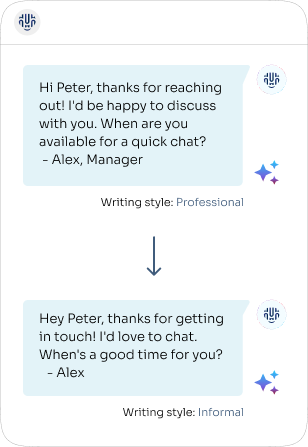 Hi Peter, thanks for reaching
out! I'd be happy to discuss
with you. When are you
available for a quick chat?
- Alex, Manager
Writing style: Professional
Hey Peter, thanks for getting
in touch! I'd love to chat.
When's a good time for you?
- Alex
Writing style: Informal